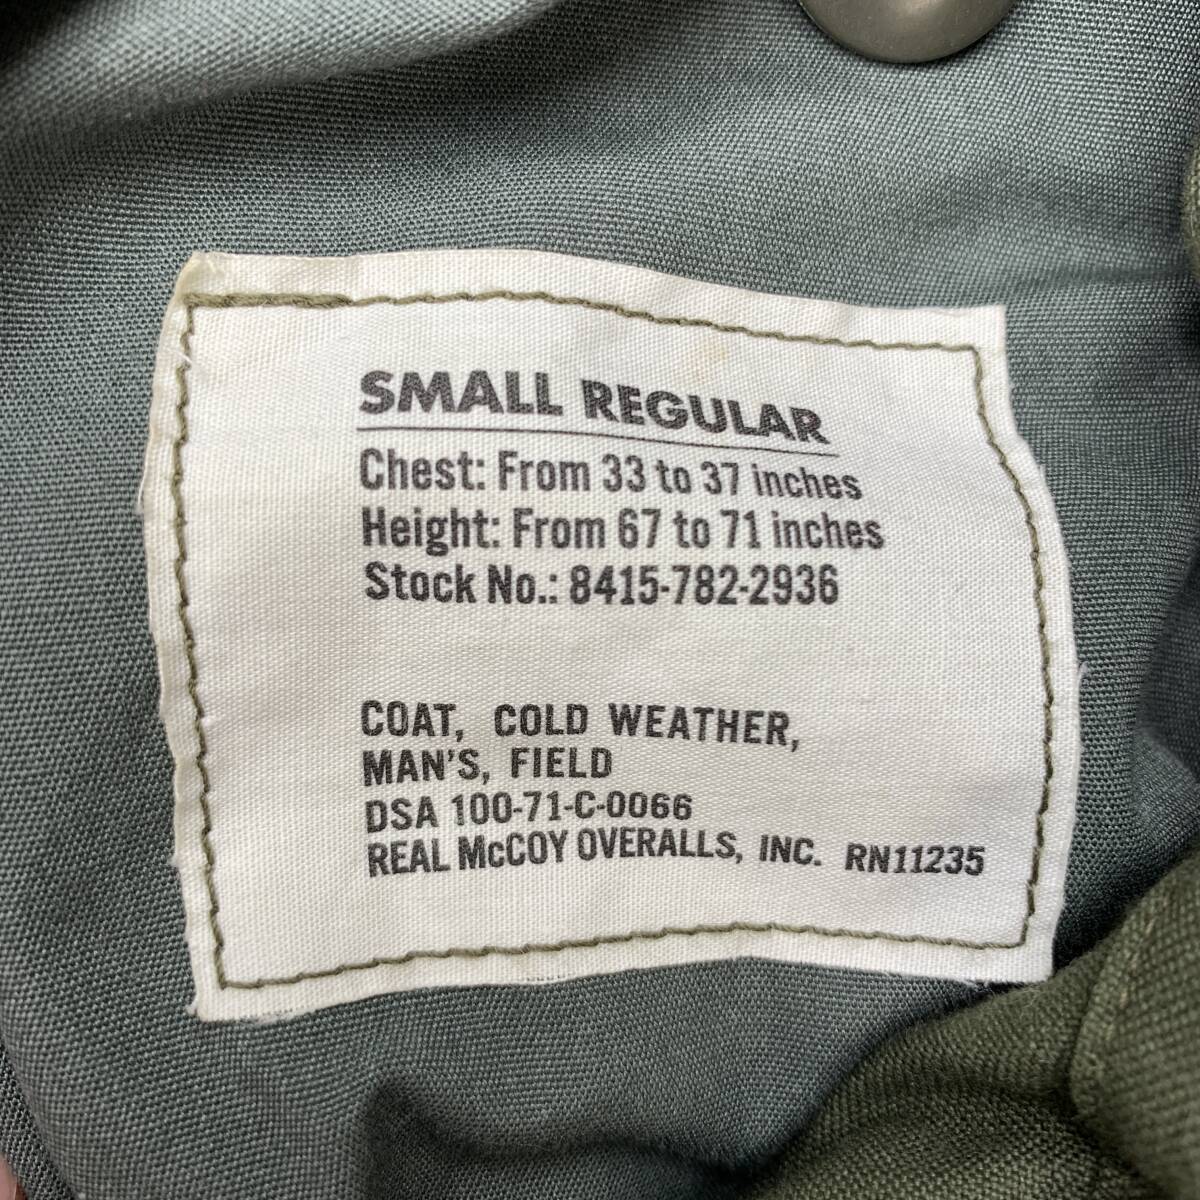 SMALL REGULAR
Chest: From 33 to 37 inches
Height: From 67 to 71 inches
Stock No.: 8415-782-2936
COAT, COLD WEATHER,
MAN'S, FIELD
DSA 100-71-C-0066
REAL McCOY OVERALLS, INC. RN11235